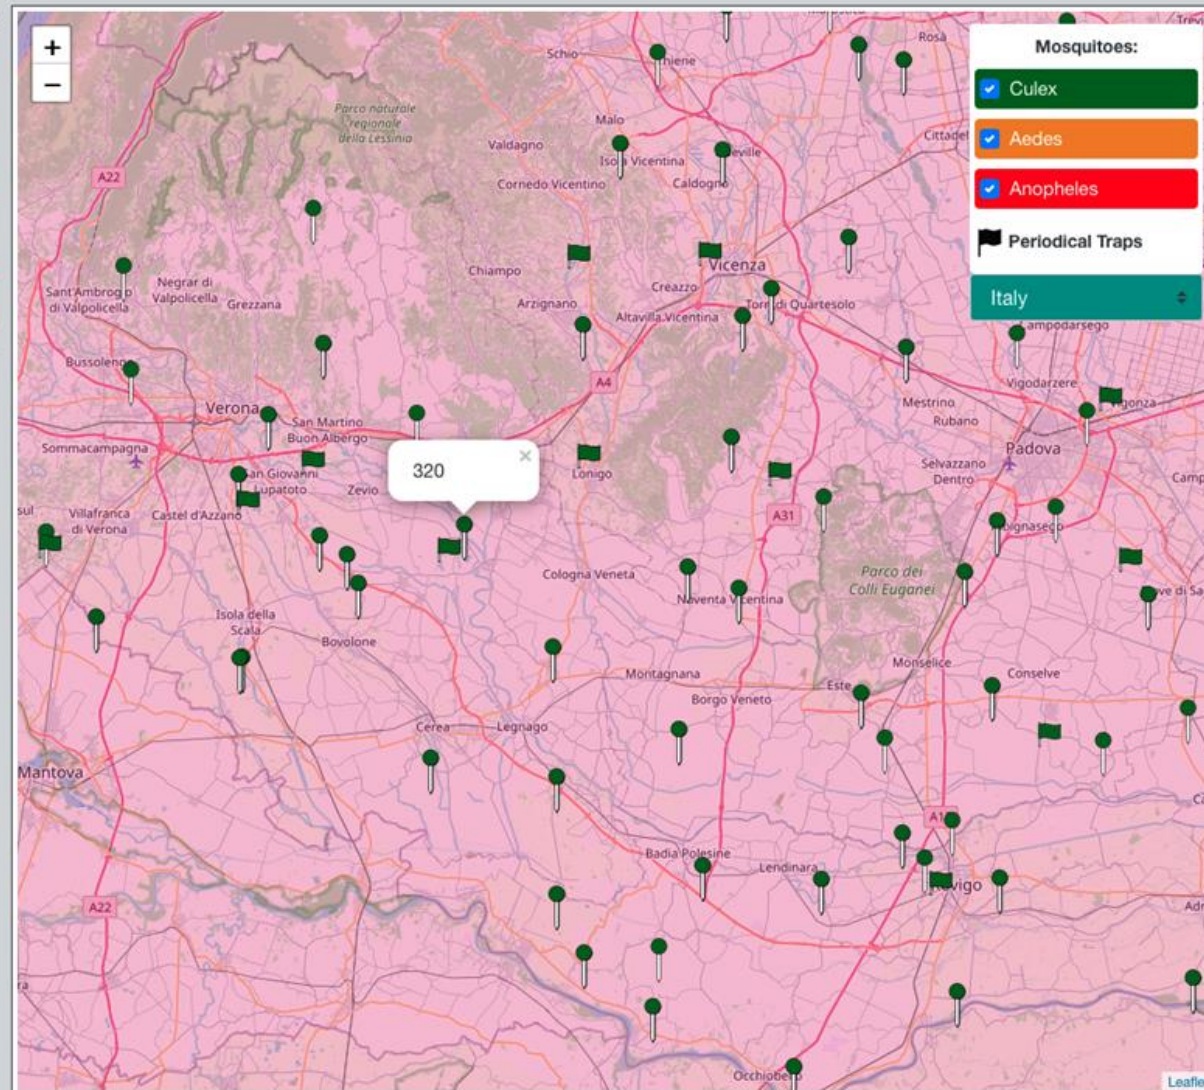 +
−
Mosquitoes:
Culex
Aedes
Anopheles
Periodical Traps
Italy
Schio
Thiene
Rosà
Parco naturale
regionale
della Lessinia
Malo
Valdagno
Isola Vicentina
Cornedo Vicentino
Caldogno
A22
Vicenza
Chiampo
Creazzo
Negrar di
Valpolicella
Sant'Ambrogio
di Valpolicella
Grezzana
Arzignano
Altavilla Vicentina
Torri di Quartesolo
Bussolengo
A4
Vigodarzere
Mestrino
Rubano
Verona
San Martino
Buon Albergo
Sommacampagna
Padova
320
×
Lonigo
Selvazzano
Dentro
San Giovanni
Lupatoto
Zevio
Villafranca
di Verona
Castel d'Azzano
A31
Cologna Veneta
Parco dei
Colli Euganei
Noventa Vicentina
Isola della
Scala
Bovolone
Montagnana
Monselice
Conselve
Este
Borgo Veneto
Cerea
Legnago
Mantova
Badia Polesine
Lendinara
Rovigo
A22
Occhiobello